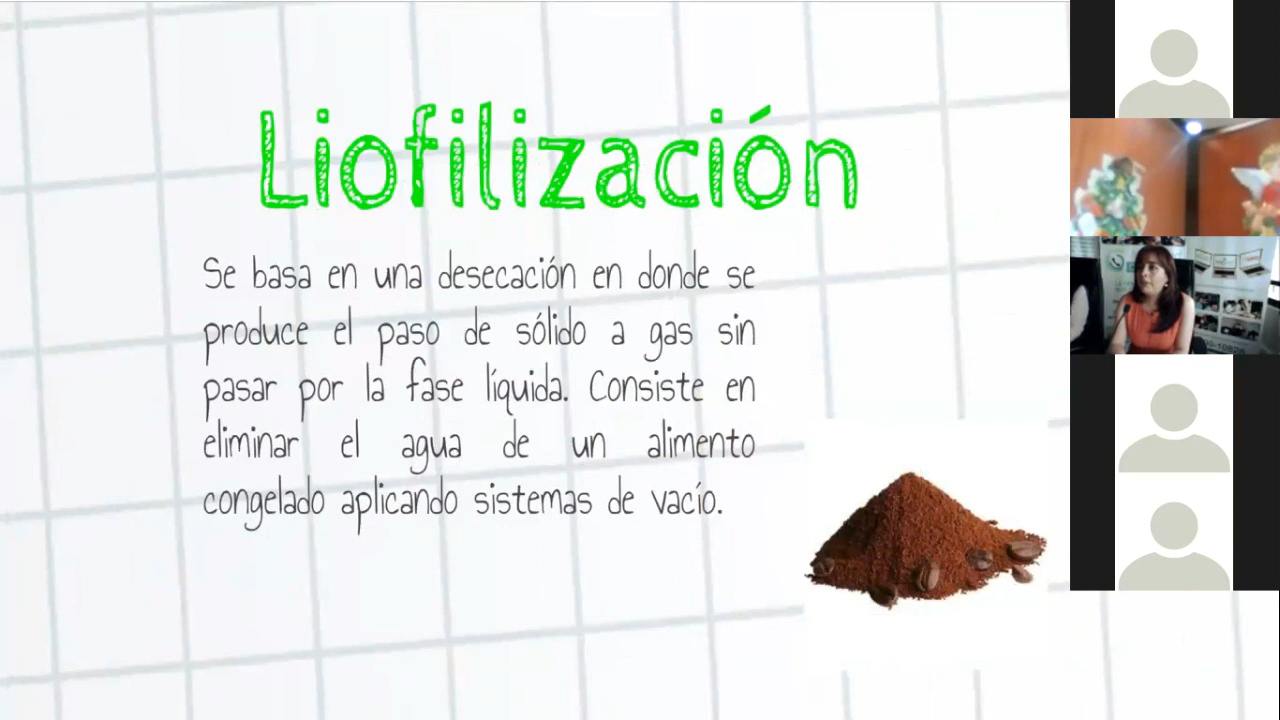 Liofilización
Se basa en una desecación en donde se
produce el paso de sólido a gas sin
pasar por la fase líquida. Consiste en
eliminar el agua de un alimento
congelado aplicando sistemas de vacío.